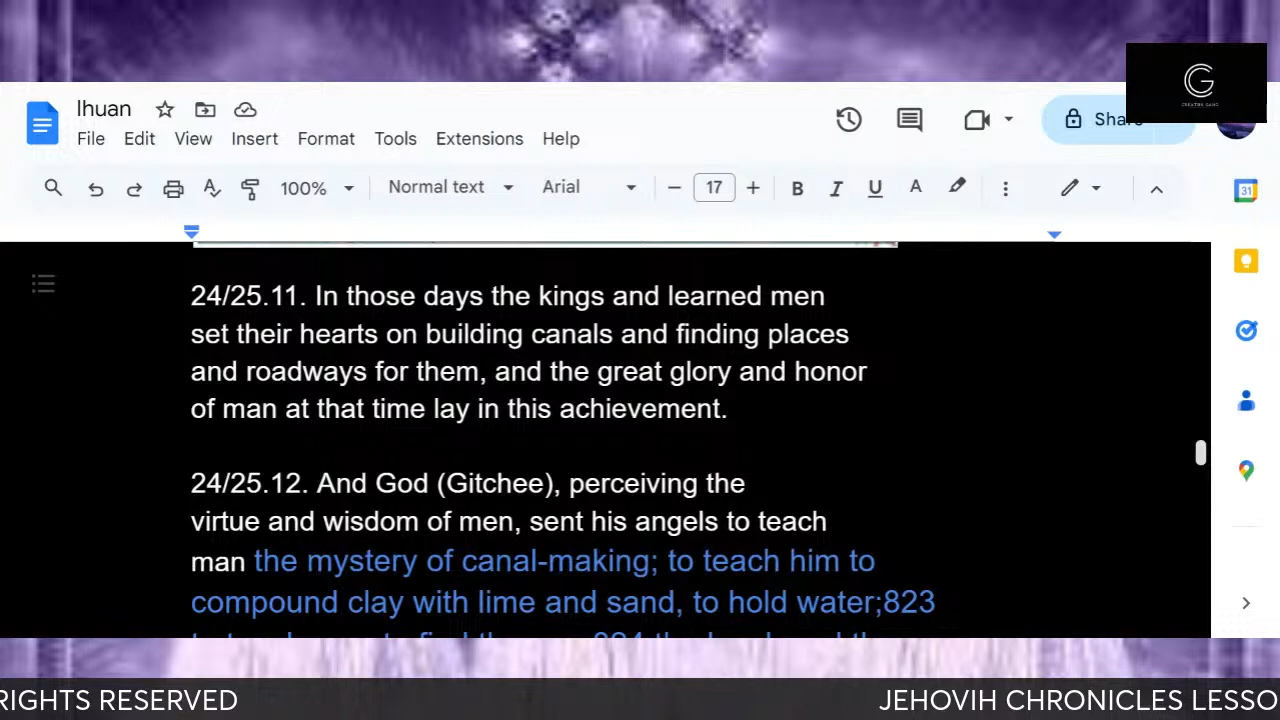 Ihuan
File Edit View Insert Format Tools Extensions Help
Share
100% Normal text Arial 17 B I U A
31
24/25.11. In those days the kings and learned men
set their hearts on building canals and finding places
and roadways for them, and the great glory and honor
of man at that time lay in this achievement.
24/25.12. And God (Gitchee), perceiving the
virtue and wisdom of men, sent his angels to teach
man the mystery of canal-making; to teach him to
compound clay with lime and sand, to hold water;823
RIGHTS RESERVED
JEHOVIH CHRONICLES LESSO